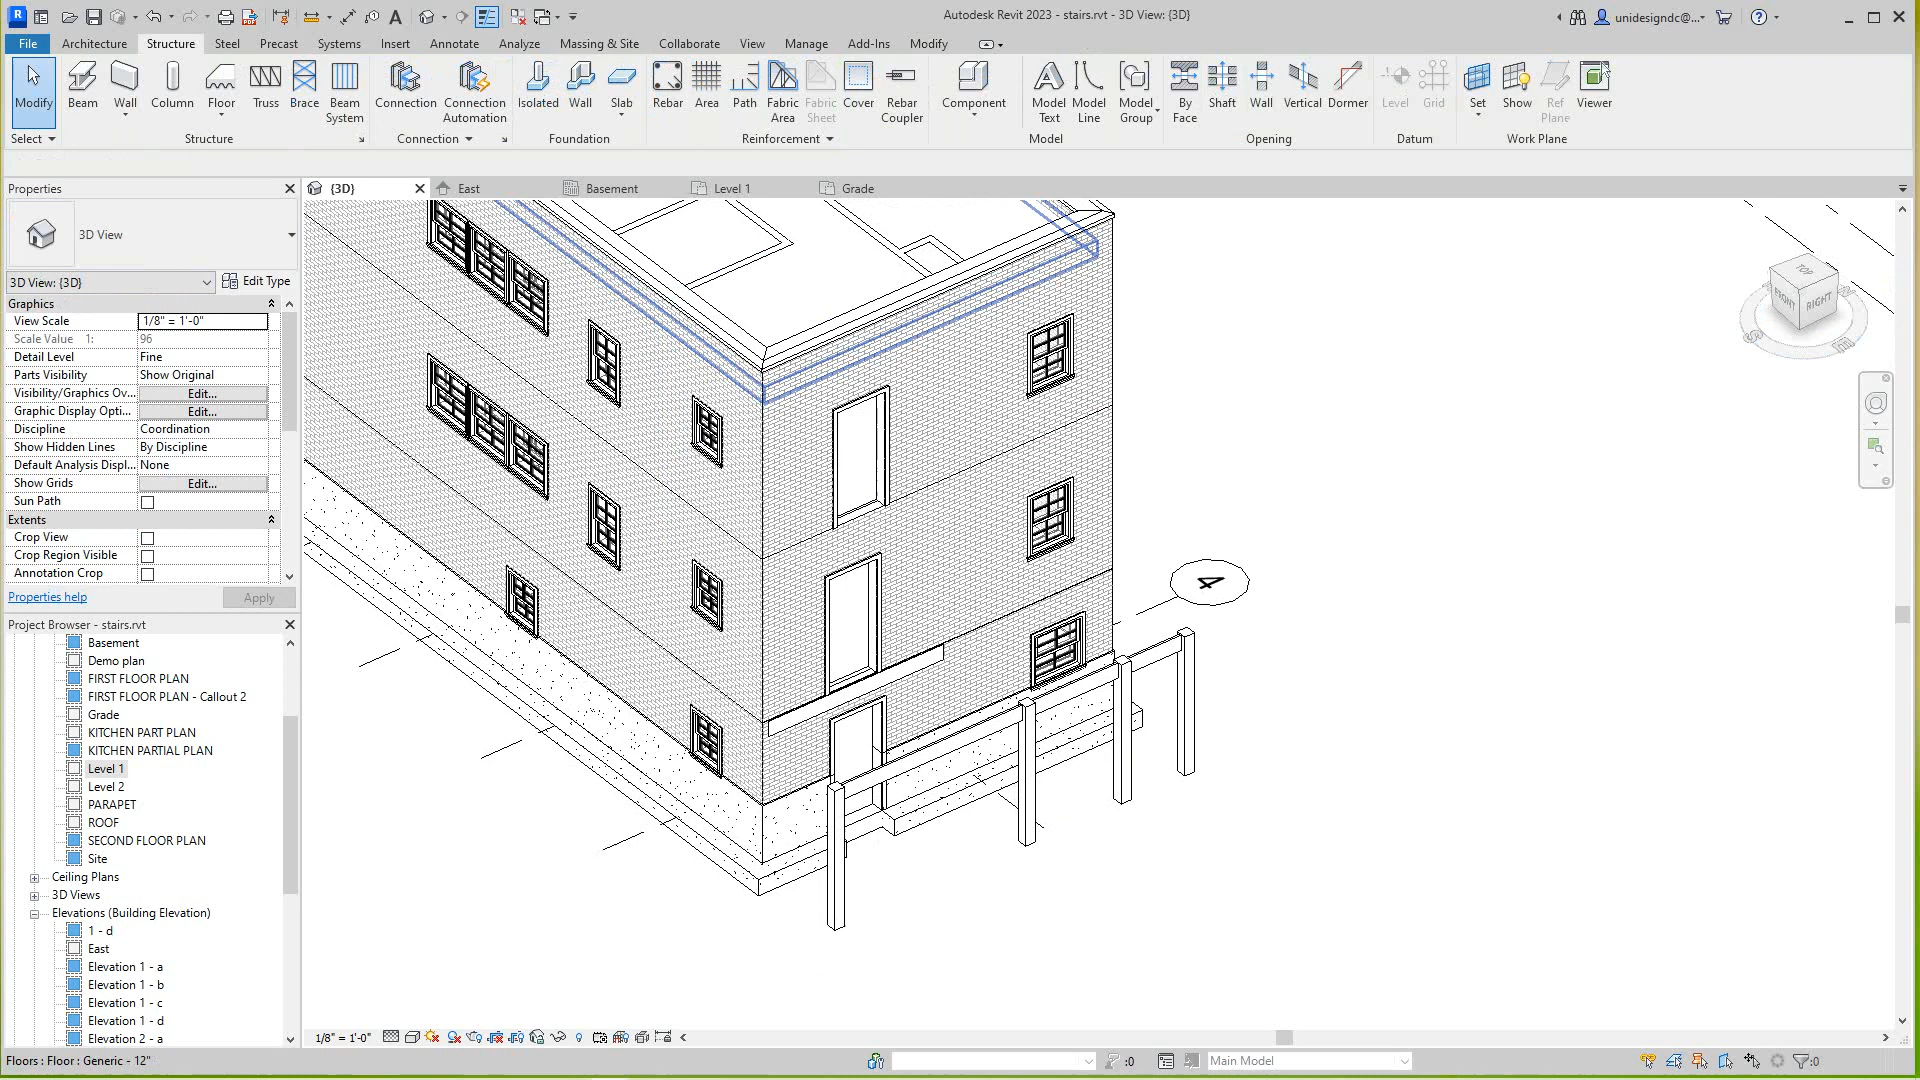 Autodesk Revit 2023 - stairs.rvt - 3D View: {3D}
unidesigndc@...
File Architecture Structure Steel Precast Systems Insert Annotate Analyze Massing & Site Collaborate View Manage Add-Ins Modify
Modify Beam Wall Column Floor Truss Brace Beam System Connection Connection Automation Isolated Wall Slab Rebar Area Path Fabric Area Fabric Sheet Cover Rebar Coupler Component Model Text Model Line Model Group By Face Shaft Wall Vertical Dormer Level Grid Set Show Ref Plane Viewer
Select Structure Connection Foundation Reinforcement Model Opening Datum Work Plane
Properties
{3D} East Basement Level 1 Grade
3D View
3D View: {3D} Edit Type
Graphics
View Scale 1/8" = 1'-0"
Scale Value 1: 96
Detail Level Fine
Parts Visibility Show Original
Visibility/Graphics Ov... Edit...
Graphic Display Opti... Edit...
Discipline Coordination
Show Hidden Lines By Discipline
Default Analysis Displ... None
Show Grids Edit...
Sun Path
Extents
Crop View
Crop Region Visible
Annotation Crop
Properties help Apply
Project Browser - stairs.rvt
Basement
Demo plan
FIRST FLOOR PLAN
FIRST FLOOR PLAN - Callout 2
Grade
KITCHEN PART PLAN
KITCHEN PARTIAL PLAN
Level 1
Level 2
PARAPET
ROOF
SECOND FLOOR PLAN
Site
Ceiling Plans
3D Views
Elevations (Building Elevation)
1 - d
East
Elevation 1 - a
Elevation 1 - b
Elevation 1 - c
Elevation 1 - d
Elevation 2 - a
TOP
FRONT
RIGHT
S
E
4
1/8" = 1'-0"
Floors : Floor : Generic - 12"
:0
Main Model
:0